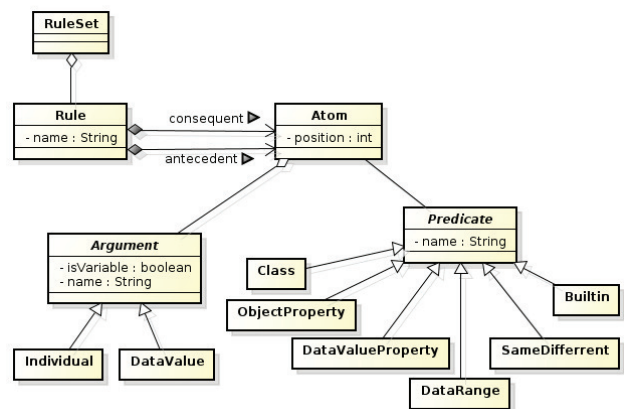 RuleSet
Rule
- name : String
consequent
antecedent
Atom
- position : int
Argument
- isVariable : boolean
- name : String
Predicate
- name : String
Class
ObjectProperty
DataValueProperty
DataRange
SameDifferrent
Builtin
Individual
DataValue